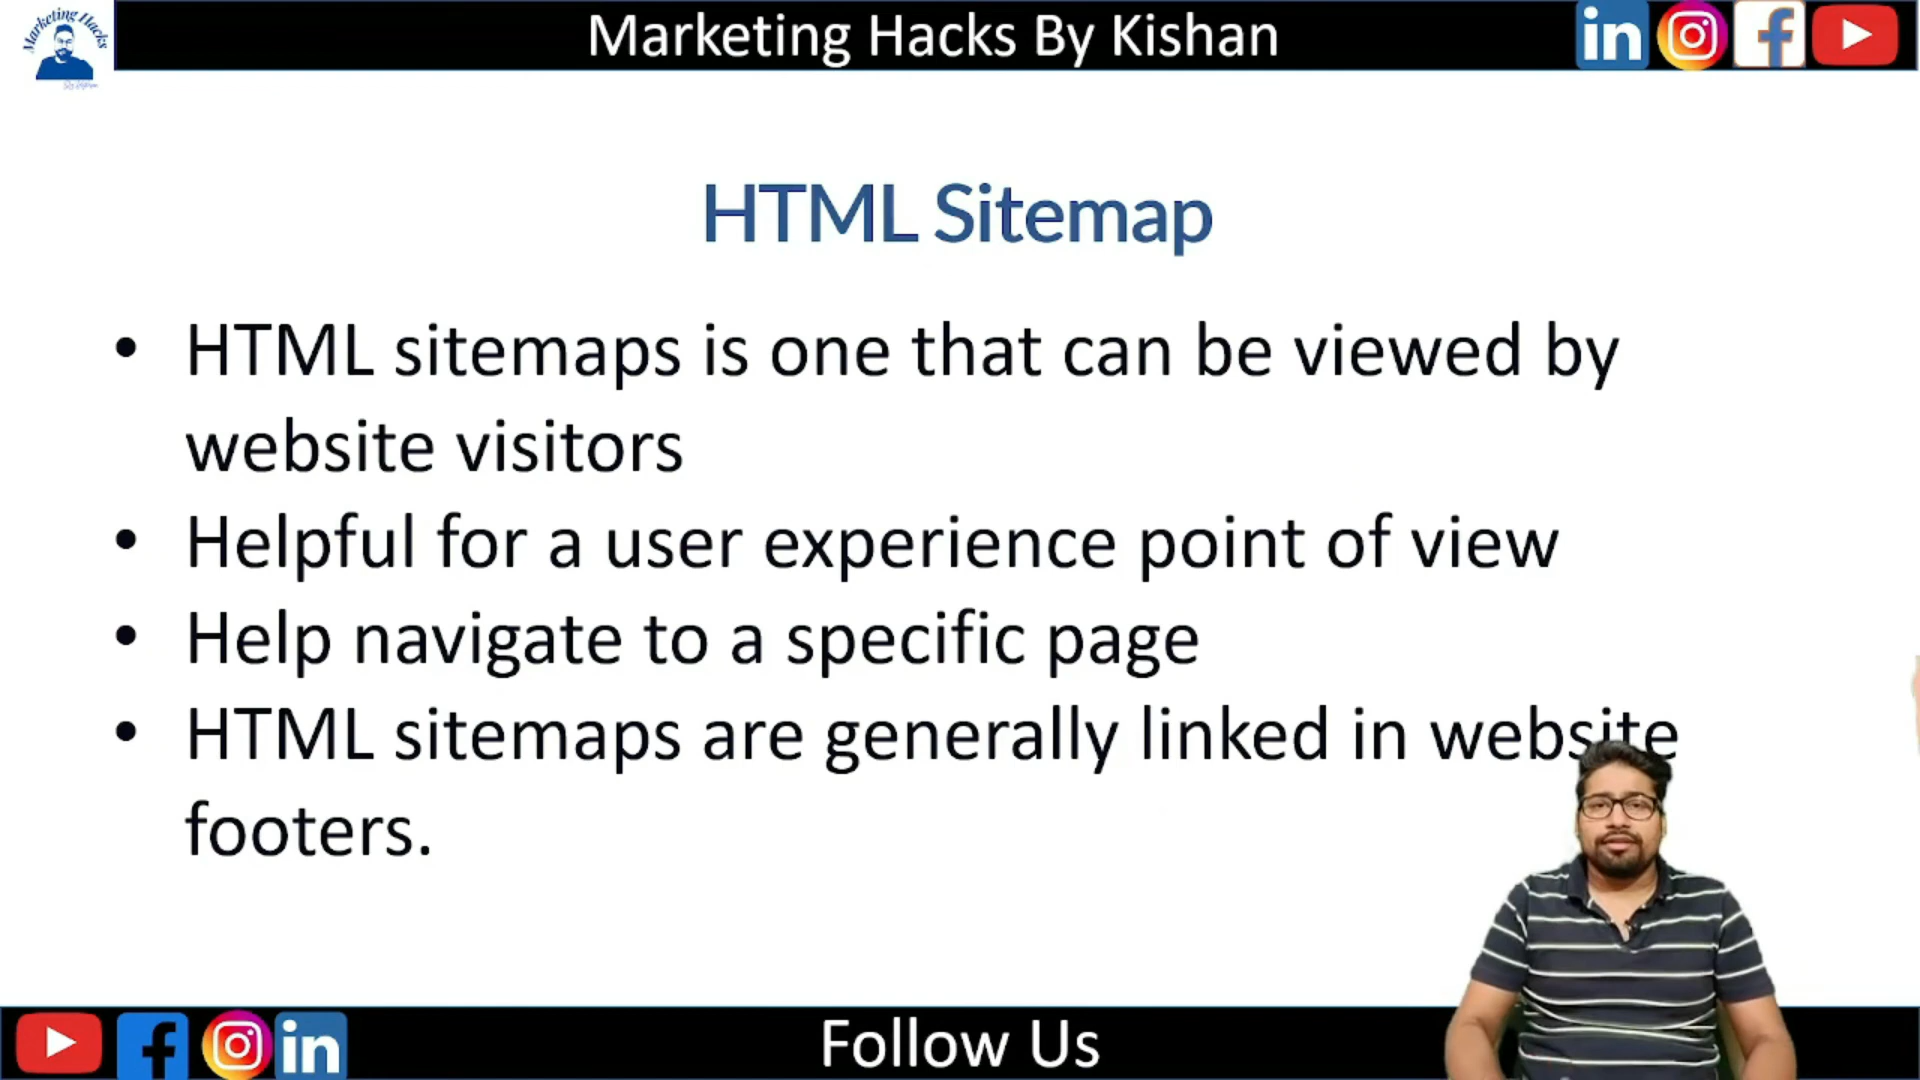 Marketing Hacks
Marketing Hacks By Kishan
HTML Sitemap
• HTML sitemaps is one that can be viewed by
website visitors
• Helpful for a user experience point of view
• Help navigate to a specific page
• HTML sitemaps are generally linked in website
footers.
Follow Us